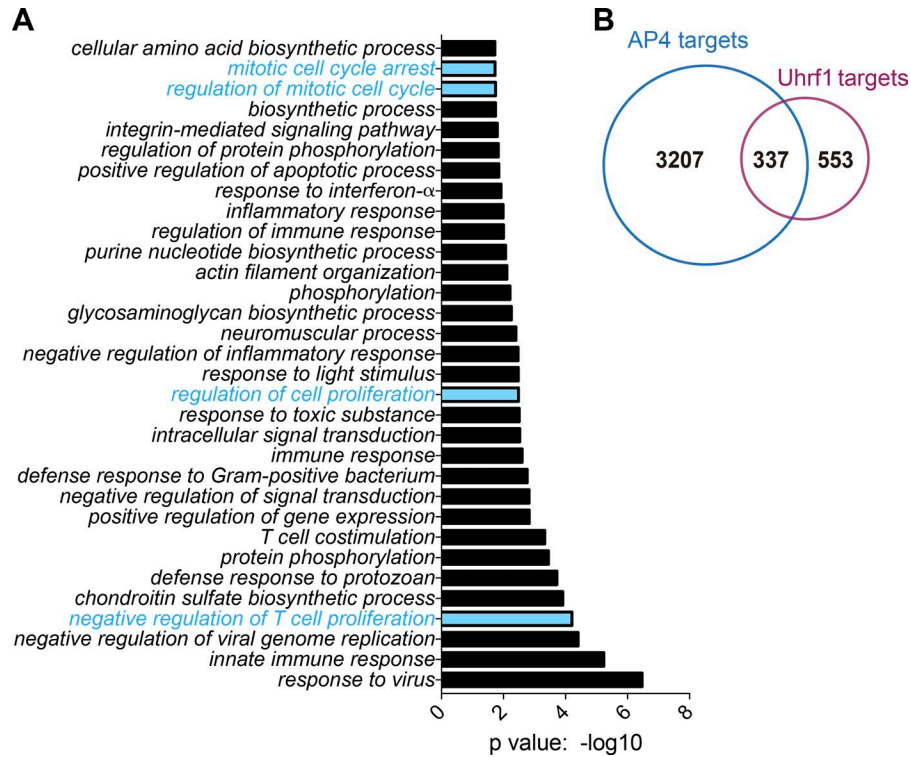 A
cellular amino acid biosynthetic process
mitotic cell cycle arrest
regulation of mitotic cell cycle
biosynthetic process
integrin-mediated signaling pathway
regulation of protein phosphorylation
positive regulation of apoptotic process
response to interferon-α
inflammatory response
regulation of immune response
purine nucleotide biosynthetic process
actin filament organization
phosphorylation
glycosaminoglycan biosynthetic process
neuromuscular process
negative regulation of inflammatory response
response to light stimulus
regulation of cell proliferation
response to toxic substance
intracellular signal transduction
immune response
defense response to Gram-positive bacterium
negative regulation of signal transduction
positive regulation of gene expression
T cell costimulation
protein phosphorylation
defense response to protozoan
chondroitin sulfate biosynthetic process
negative regulation of T cell proliferation
negative regulation of viral genome replication
innate immune response
response to virus
0 2 4 6 8
p value: -log10
B
AP4 targets
Uhrf1 targets
3207 337 553